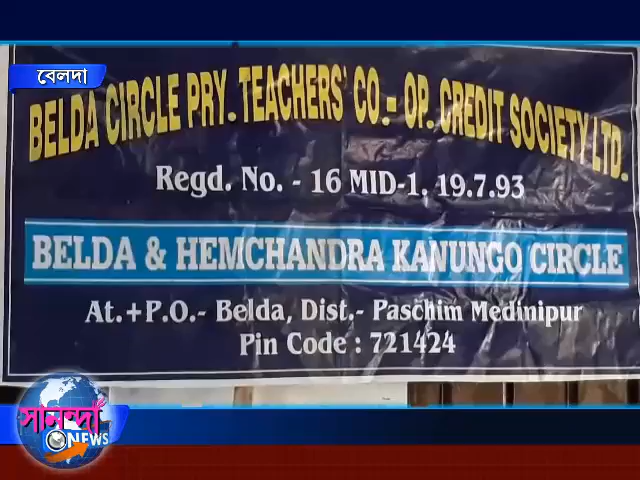 বেলদা
BELDA CIRCLE PRY. TEACHERS' CO.- OP. CREDIT SOCIETY LTD.
Regd. No. - 16 MID-1, 19.7.93
BELDA & HEMCHANDRA KANUNGO CIRCLE
At.+P.O.- Belda, Dist.- Paschim Medinipur
Pin Code : 721424
সানন্দা
NEWS